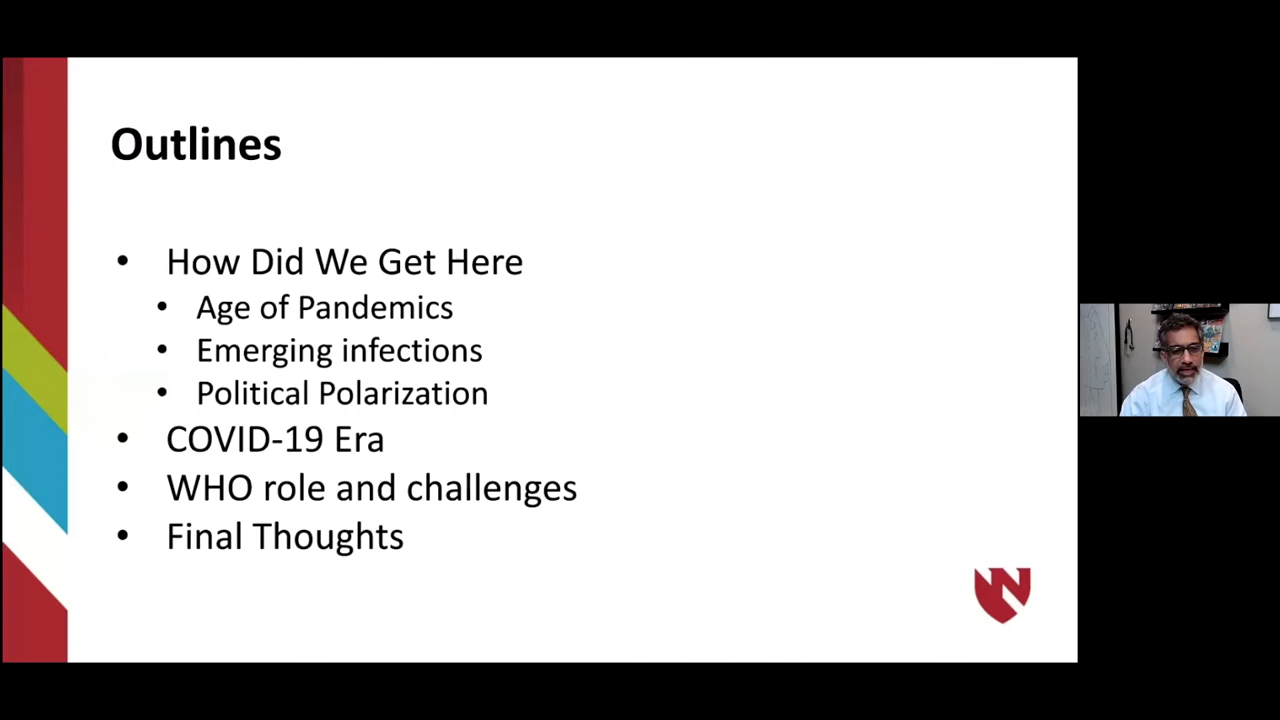 Outlines
• How Did We Get Here
• Age of Pandemics
• Emerging infections
• Political Polarization
• COVID-19 Era
• WHO role and challenges
• Final Thoughts